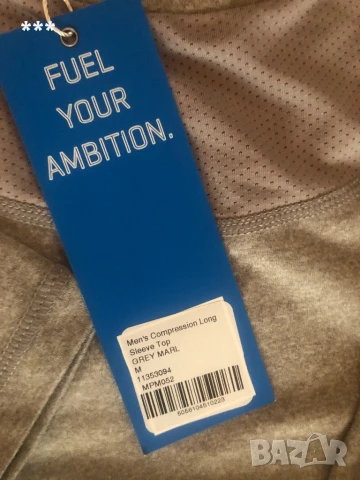 ***
FUEL
YOUR
AMBITION.
Men's Compression Long
Sleeve Top
GREY MARL
M
11353094
MPM052
5056104510223
BAZAR